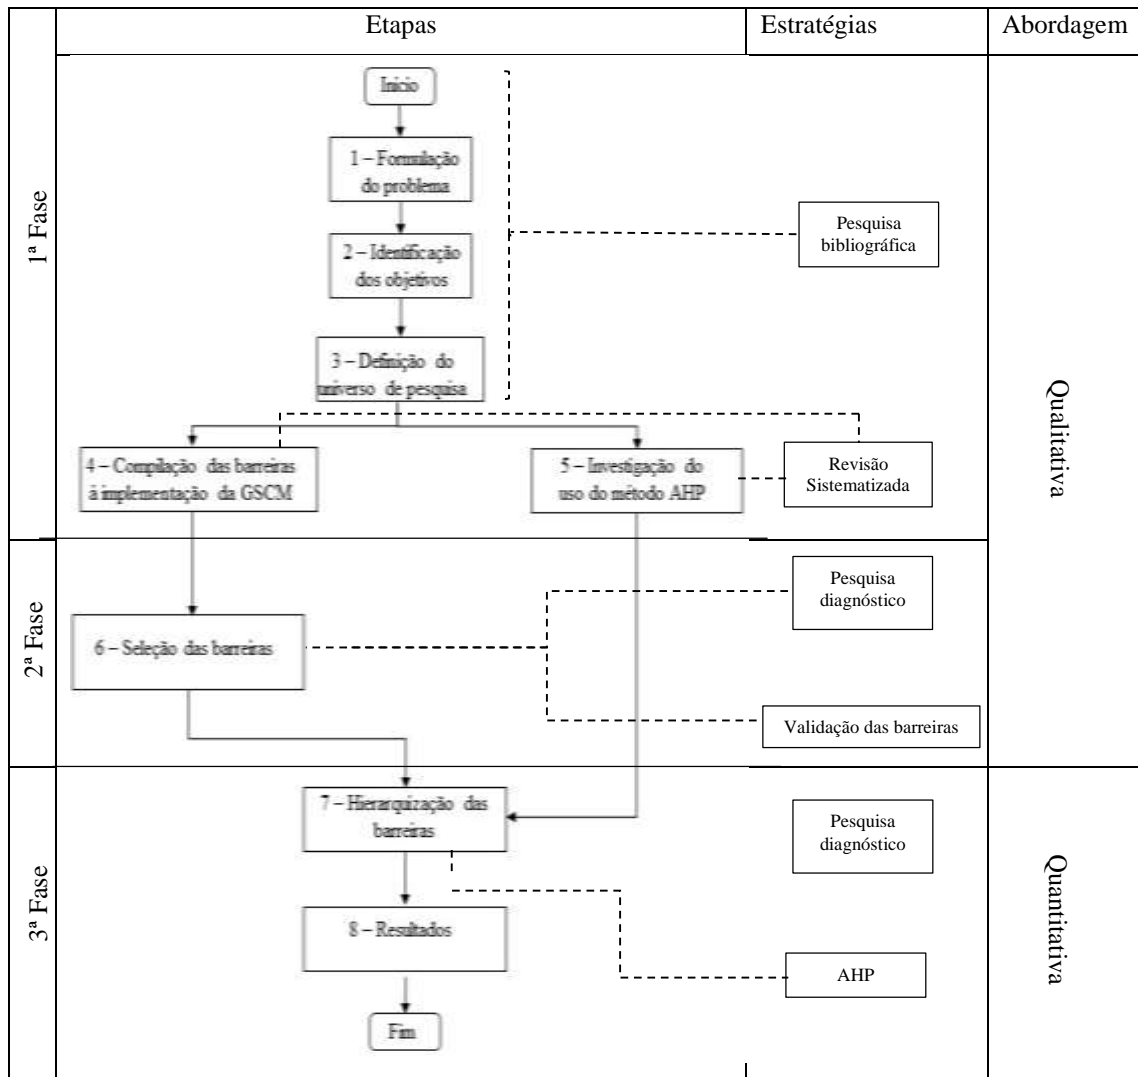 Etapas
Estratégias
Abordagem
1ª Fase
Início
1 – Formulação
do problema
2 – Identificação
dos objetivos
3 – Definição do
universo de pesquisa
Pesquisa
bibliográfica
4 – Compilação das barreiras
à implementação da GSCM
5 – Investigação do
uso do método AHP
Revisão
Sistematizada
Qualitativa
2ª Fase
6 – Seleção das barreiras
Pesquisa
diagnóstico
Validação das barreiras
3ª Fase
7 – Hierarquização das
barreiras
8 – Resultados
Fim
Pesquisa
diagnóstico
AHP
Quantitativa